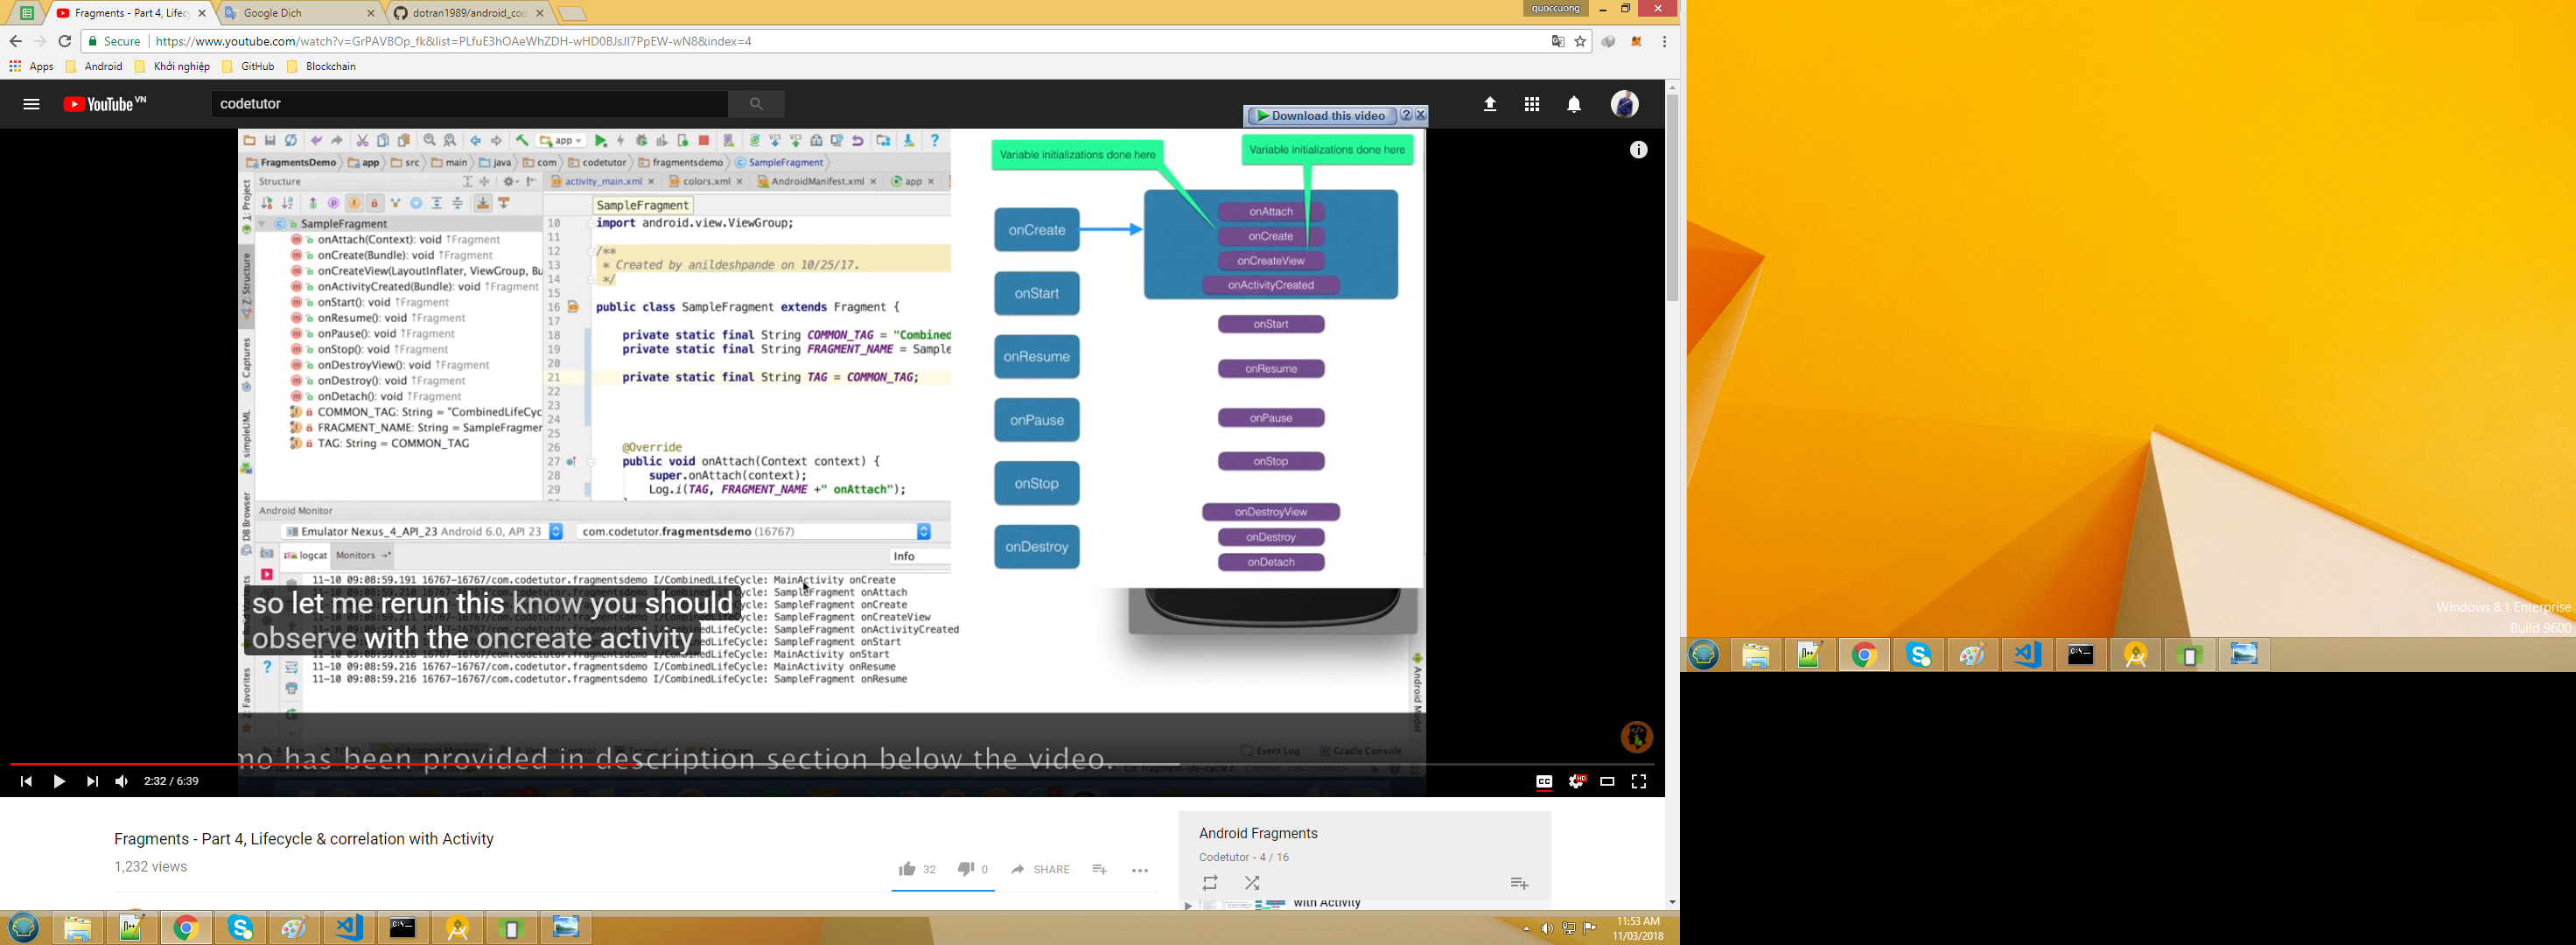 Fragments - Part 4, Lifec
Google Dịch
dotran1989/android_cod
quoccuong
Secure
https://www.youtube.com/watch?v=GrPAVBOp_fk&list=PLfuE3hOAeWhZDH-wHD0BJsJl7PpEW-wN8&index=4
Apps Android Khởi nghiệp GitHub Blockchain
YouTube VN
codetutor
Download this video
app
FragmentsDemo app src main java com codetutor fragmentsdemo SampleFragment
Structure
activity_main.xml colors.xml AndroidManifest.xml app
SampleFragment
SampleFragment
onAttach(Context): void ↑Fragment
onCreate(Bundle): void ↑Fragment
onCreateView(LayoutInflater, ViewGroup, Bu
onActivityCreated(Bundle): void ↑Fragment
onStart(): void ↑Fragment
onResume(): void ↑Fragment
onPause(): void ↑Fragment
onStop(): void ↑Fragment
onDestroyView(): void ↑Fragment
onDestroy(): void ↑Fragment
onDetach(): void ↑Fragment
COMMON_TAG: String = "CombinedLifeCyc
FRAGMENT_NAME: String = SampleFragmer
TAG: String = COMMON_TAG
1: Project
Z: Structure
Captures
simpleUML
DB Browser
2: Favorites
10 import android.view.ViewGroup;
11
12 /**
13 * Created by anildeshpande on 10/25/17.
14 */
15
16 public class SampleFragment extends Fragment {
17
18 private static final String COMMON_TAG = "Combined
19 private static final String FRAGMENT_NAME = Sample
20
21 private static final String TAG = COMMON_TAG;
22
23
24
25
26 @Override
27 public void onAttach(Context context) {
28 super.onAttach(context);
29 Log.i(TAG, FRAGMENT_NAME +" onAttach");
Variable initializations done here
Variable initializations done here
onCreate
onStart
onResume
onPause
onStop
onDestroy
onAttach
onCreate
onCreateView
onActivityCreated
onStart
onResume
onPause
onStop
onDestroyView
onDestroy
onDetach
Android Monitor
Emulator Nexus_4_API_23 Android 6.0, API 23
com.codetutor.fragmentsdemo (16767)
logcat Monitors
Info
11-10 09:08:59.191 16767-16767/com.codetutor.fragmentsdemo I/CombinedLifeCycle: MainActivity onCreate
SampleFragment onAttach
SampleFragment onCreate
SampleFragment onCreateView
edLifeCycle: SampleFragment onActivityCreated
edLifeCycle: SampleFragment onStart
MainActivity onStart
11-10 09:08:59.216 16767-16767/com.codetutor.fragmentsdemo I/CombinedLifeCycle: MainActivity onResume
11-10 09:08:59.216 16767-16767/com.codetutor.fragmentsdemo I/CombinedLifeCycle: SampleFragment onResume
so let me rerun this know you should
observe with the oncreate activity
Android Model
Event Log Gradle Console
mo has been provided in description section below the video.
2:32 / 6:39
CC
HD
Fragments - Part 4, Lifecycle & correlation with Activity
1,232 views
32 0 SHARE
Android Fragments
Codetutor - 4 / 16
with Activity
11:53 AM
11/03/2018
Windows 8.1 Enterprise
Build 9600